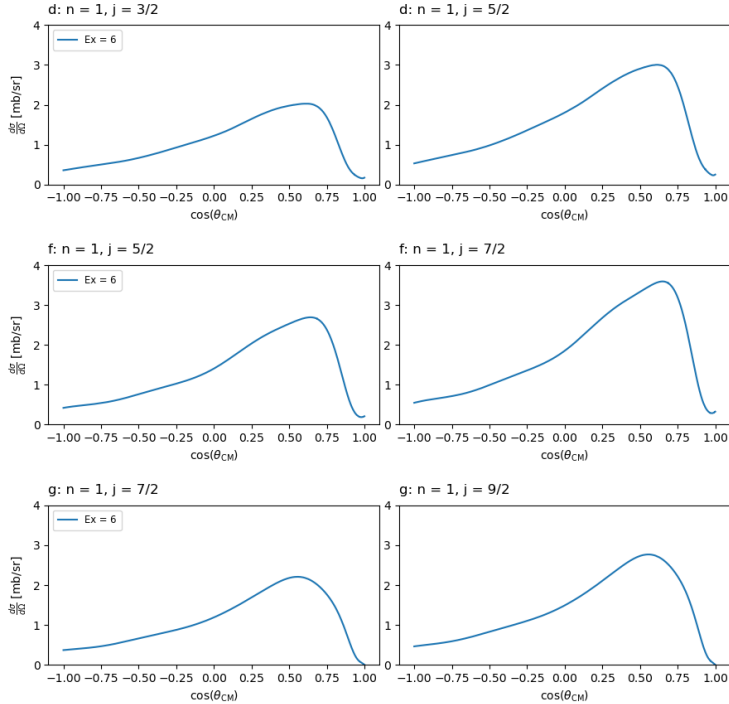 d: n = 1, j = 3/2
d: n = 1, j = 5/2
4
3
2
1
0
dσ/dΩ [mb/sr]
Ex = 6
−1.00 −0.75 −0.50 −0.25 0.00 0.25 0.50 0.75 1.00
cos(θCM)
4
3
2
1
0
−1.00 −0.75 −0.50 −0.25 0.00 0.25 0.50 0.75 1.00
cos(θCM)
f: n = 1, j = 5/2
f: n = 1, j = 7/2
4
3
2
1
0
dσ/dΩ [mb/sr]
Ex = 6
−1.00 −0.75 −0.50 −0.25 0.00 0.25 0.50 0.75 1.00
cos(θCM)
4
3
2
1
0
−1.00 −0.75 −0.50 −0.25 0.00 0.25 0.50 0.75 1.00
cos(θCM)
g: n = 1, j = 7/2
g: n = 1, j = 9/2
4
3
2
1
0
dσ/dΩ [mb/sr]
Ex = 6
−1.00 −0.75 −0.50 −0.25 0.00 0.25 0.50 0.75 1.00
cos(θCM)
4
3
2
1
0
−1.00 −0.75 −0.50 −0.25 0.00 0.25 0.50 0.75 1.00
cos(θCM)